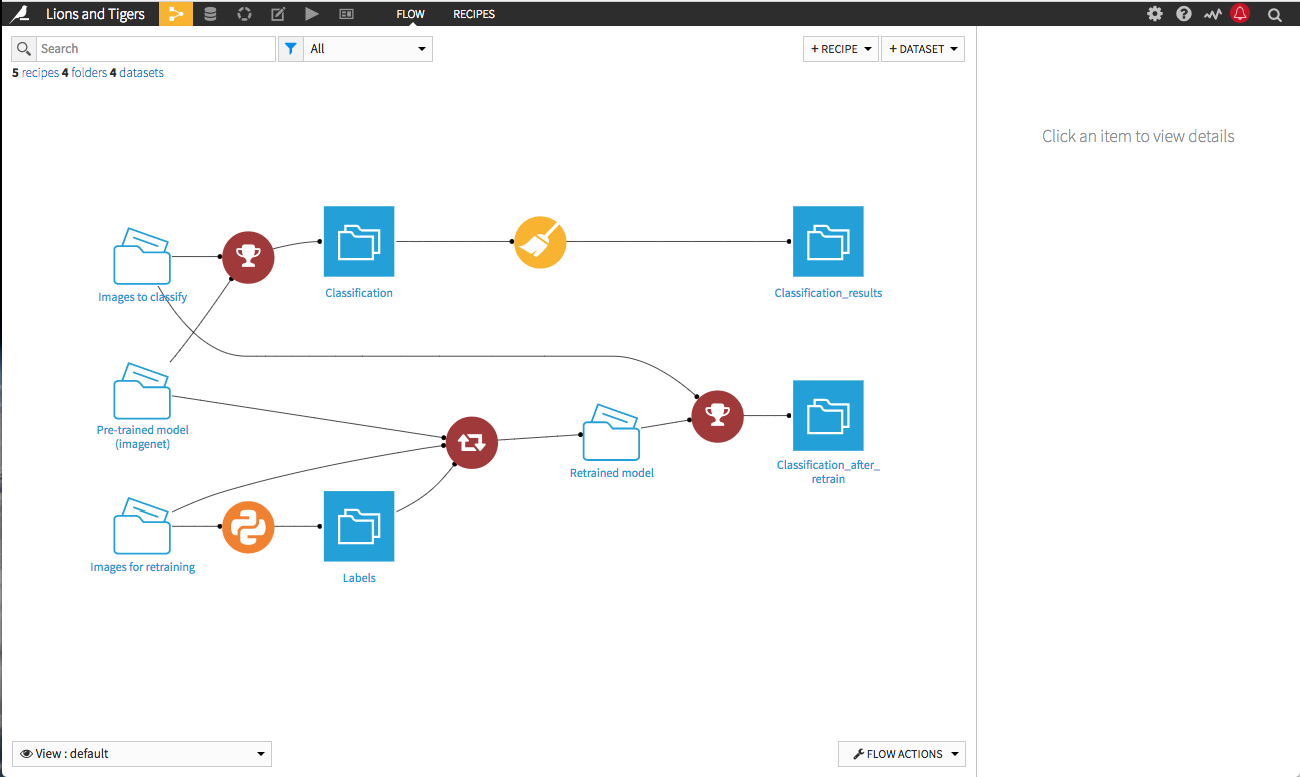 Lions and Tigers
FLOW
RECIPES
Search
All
+ RECIPE
+ DATASET
5 recipes 4 folders 4 datasets
Click an item to view details
Images to classify
Classification
Classification_results
Pre-trained model
(imagenet)
Retrained model
Classification_after_
retrain
Images for retraining
Labels
View : default
FLOW ACTIONS